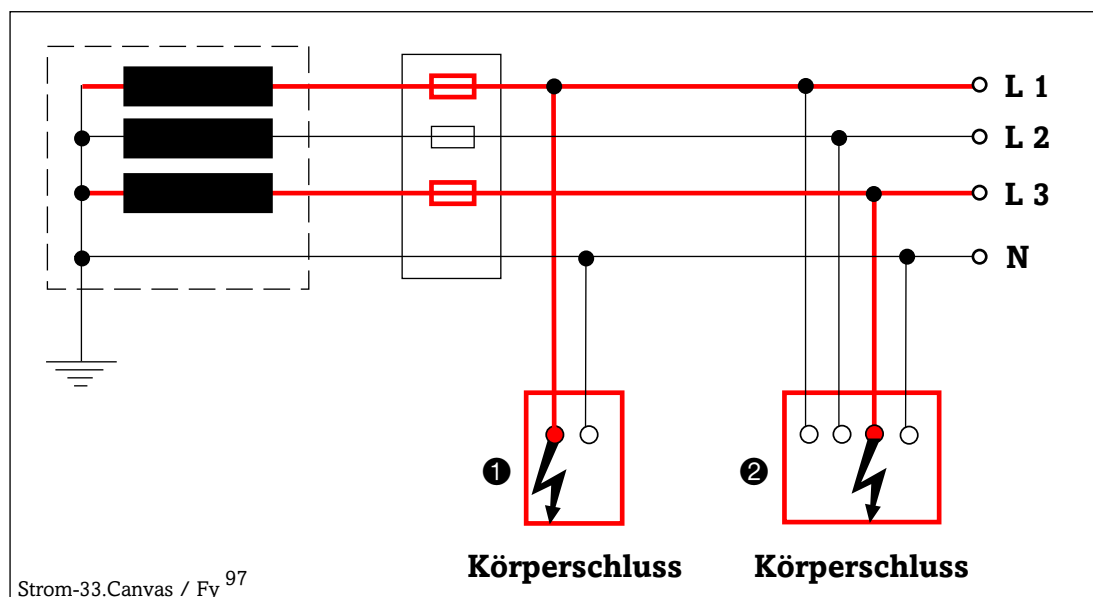 L 1
L 2
L 3
N
❶
❷
Körperschluss
Körperschluss
Strom-33.Canvas / Fy 97